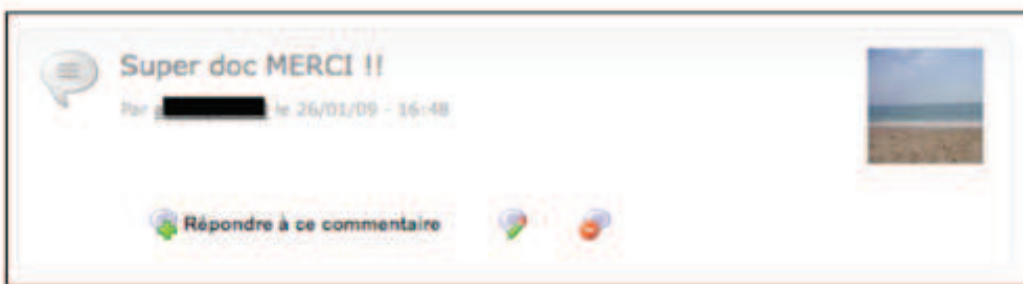 Super doc MERCI !!
Par le 26/01/09 - 16:48
Répondre à ce commentaire